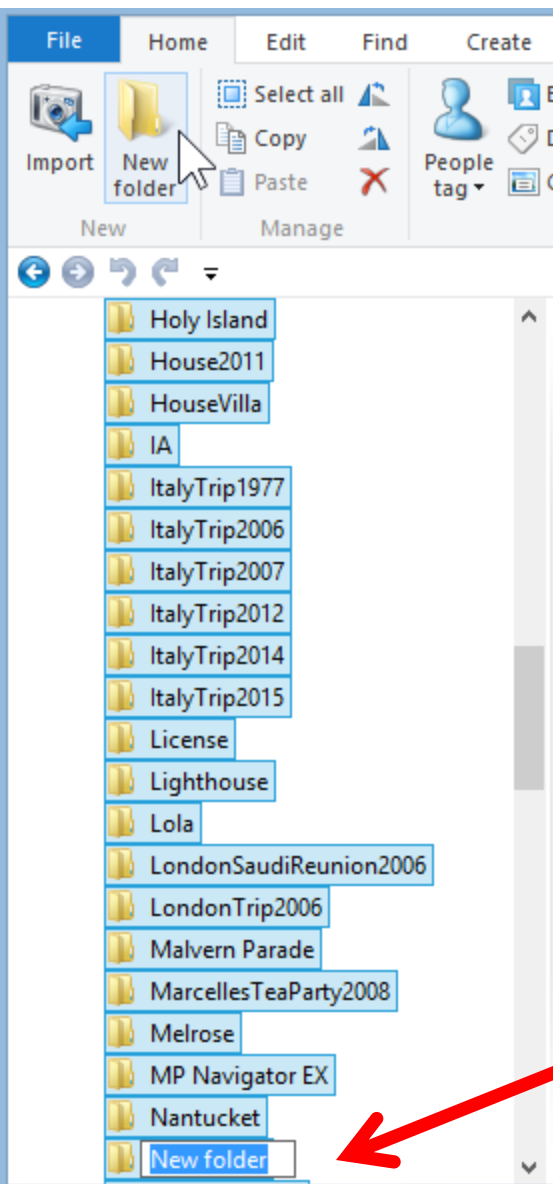 File Home Edit Find Create
Select all
Copy
Paste
Import New folder
People tag
New Manage
Holy Island
House2011
HouseVilla
IA
ItalyTrip1977
ItalyTrip2006
ItalyTrip2007
ItalyTrip2012
ItalyTrip2014
ItalyTrip2015
License
Lighthouse
Lola
LondonSaudiReunion2006
LondonTrip2006
Malvern Parade
MarcellesTeaParty2008
Melrose
MP Navigator EX
Nantucket
New folder